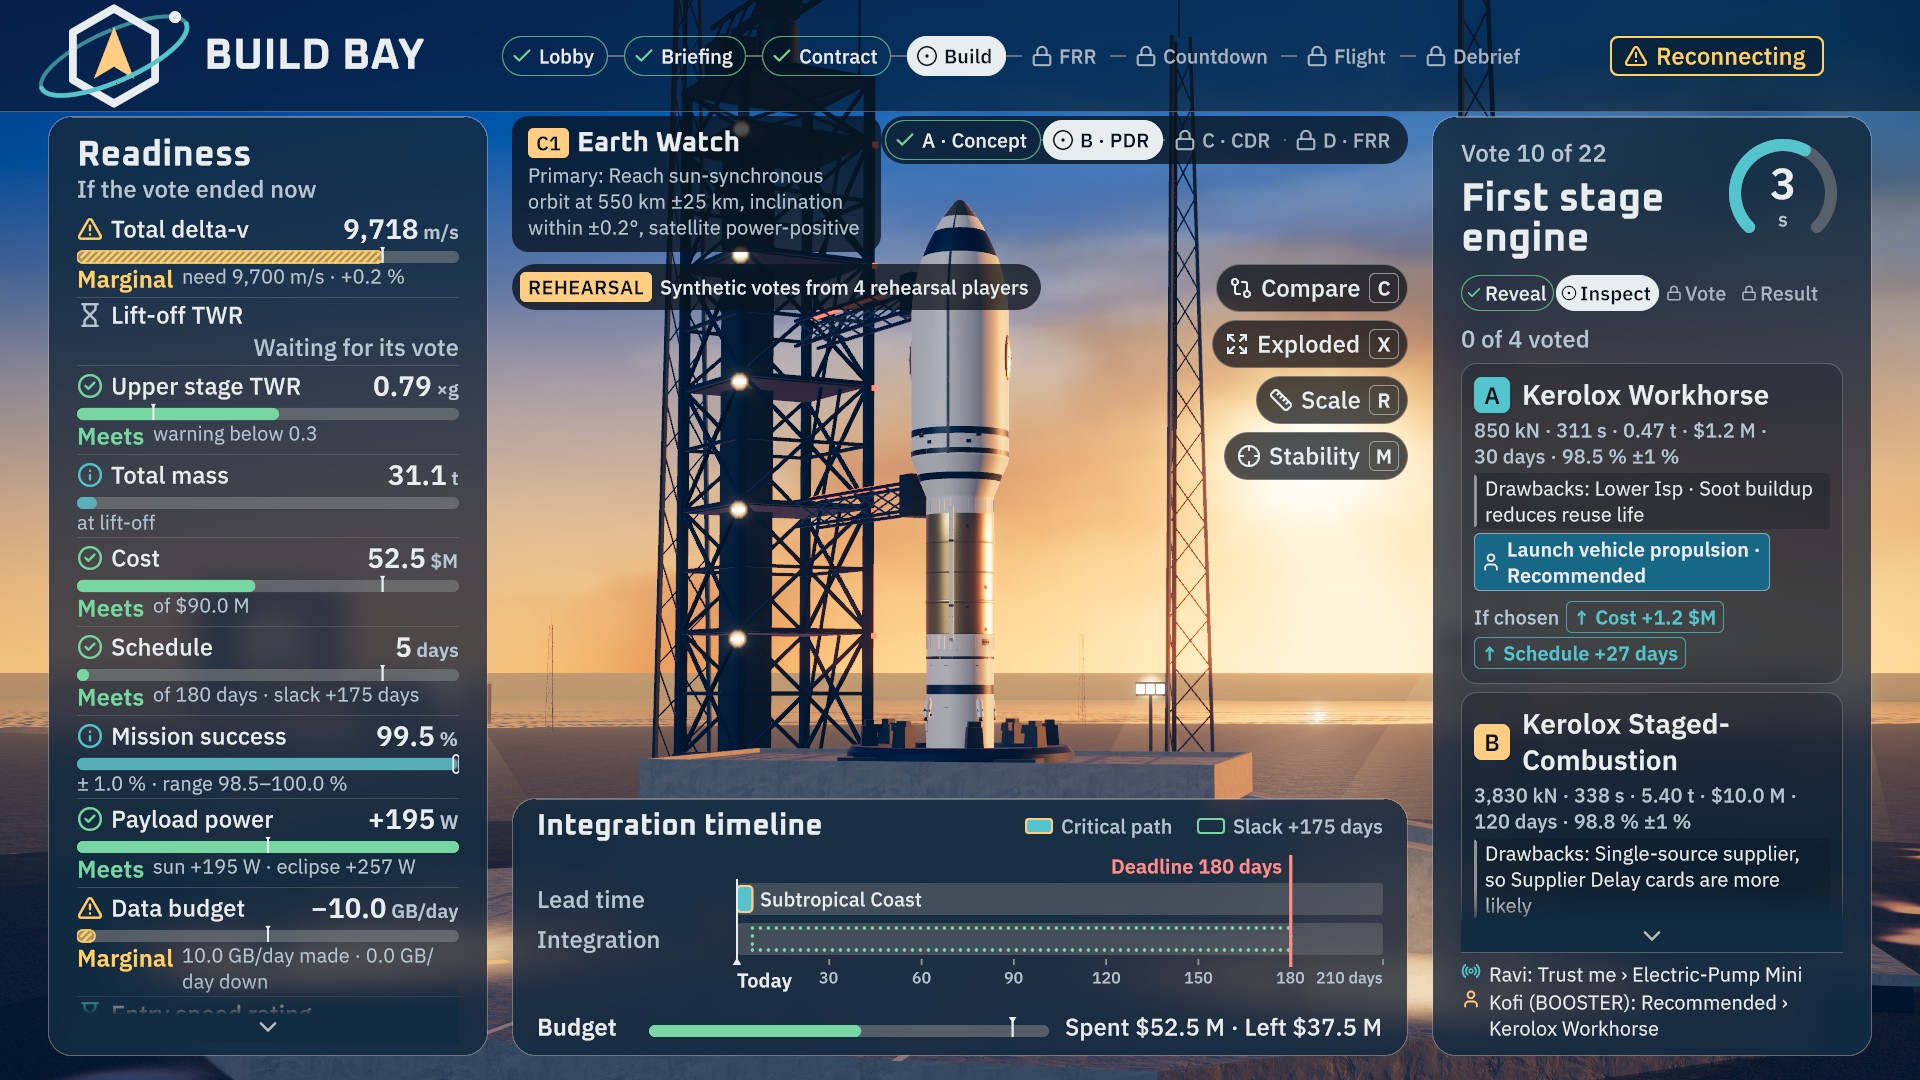 BUILD BAY
Lobby
Briefing
Contract
Build
FRR
Countdown
Flight
Debrief
Reconnecting
Readiness
If the vote ended now
Total delta-v 9,718 m/s
Marginal need 9,700 m/s · +0.2 %
Lift-off TWR
Waiting for its vote
Upper stage TWR 0.79 ×g
Meets warning below 0.3
Total mass 31.1 t
at lift-off
Cost 52.5 $M
Meets of $90.0 M
Schedule 5 days
Meets of 180 days · slack +175 days
Mission success 99.5 %
± 1.0 % · range 98.5–100.0 %
Payload power +195 W
Meets sun +195 W · eclipse +257 W
Data budget −10.0 GB/day
Marginal 10.0 GB/day made · 0.0 GB/
day down
Entry speed rating
C1 Earth Watch
Primary: Reach sun-synchronous
orbit at 550 km ±25 km, inclination
within ±0.2°, satellite power-positive
A · Concept
B · PDR
C · CDR
D · FRR
REHEARSAL Synthetic votes from 4 rehearsal players
Compare C
Exploded X
Scale R
Stability M
Integration timeline
Critical path
Slack +175 days
Deadline 180 days
Lead time
Subtropical Coast
Integration
Today 30 60 90 120 150 180 210 days
Budget
Spent $52.5 M · Left $37.5 M
Vote 10 of 22
First stage
engine
3
s
Reveal
Inspect
Vote
Result
0 of 4 voted
A Kerolox Workhorse
850 kN · 311 s · 0.47 t · $1.2 M ·
30 days · 98.5 % ±1 %
Drawbacks: Lower Isp · Soot buildup
reduces reuse life
Launch vehicle propulsion ·
Recommended
If chosen ↑ Cost +1.2 $M
↑ Schedule +27 days
B Kerolox Staged-
Combustion
3,830 kN · 338 s · 5.40 t · $10.0 M ·
120 days · 98.8 % ±1 %
Drawbacks: Single-source supplier,
so Supplier Delay cards are more
likely
Ravi: Trust me › Electric-Pump Mini
Kofi (BOOSTER): Recommended ›
Kerolox Workhorse